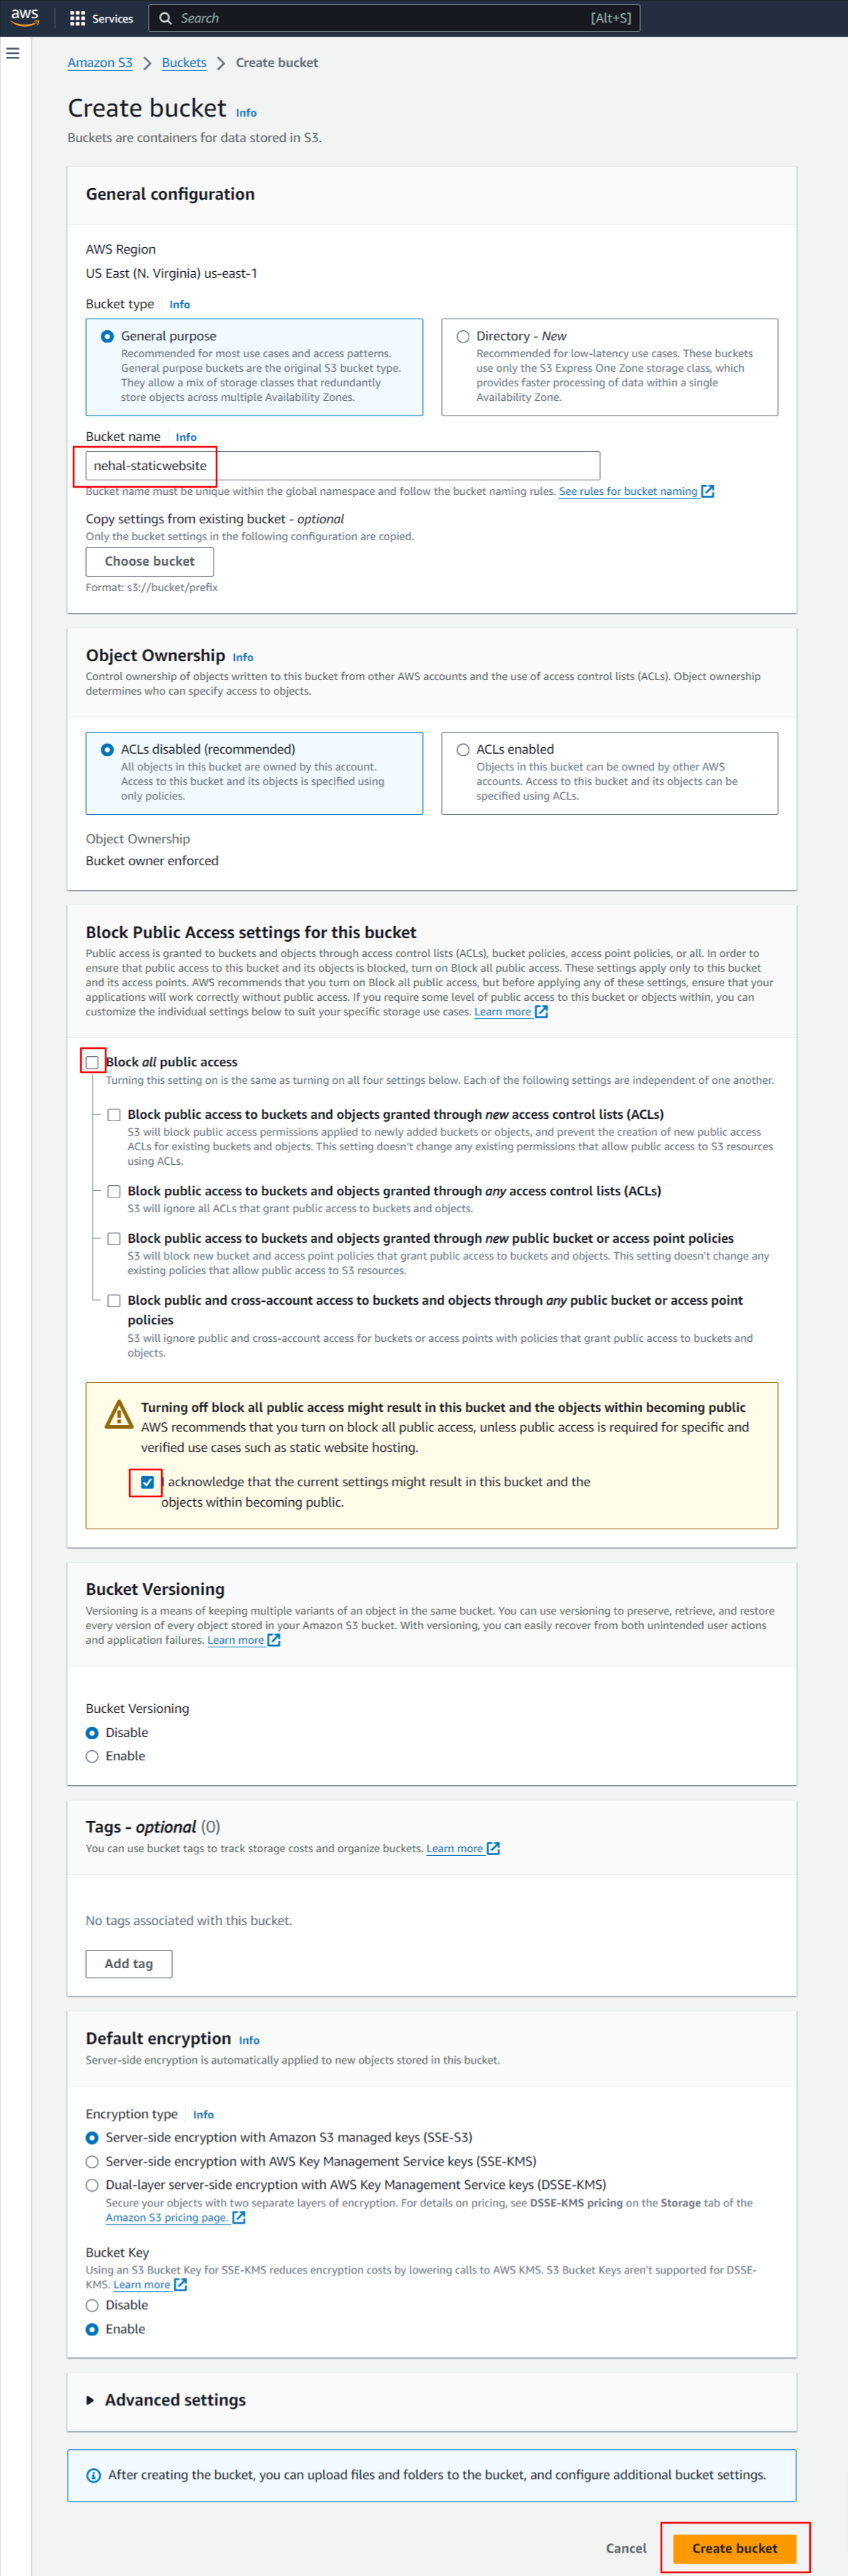 aws
Services
Search
[Alt+S]
Amazon S3 > Buckets > Create bucket
Create bucket Info
Buckets are containers for data stored in S3.
General configuration
AWS Region
US East (N. Virginia) us-east-1
Bucket type Info
General purpose
Recommended for most use cases and access patterns.
General purpose buckets are the original S3 bucket type.
They allow a mix of storage classes that redundantly
store objects across multiple Availability Zones.
Directory - New
Recommended for low-latency use cases. These buckets
use only the S3 Express One Zone storage class, which
provides faster processing of data within a single
Availability Zone.
Bucket name Info
nehal-staticwebsite
Bucket name must be unique within the global namespace and follow the bucket naming rules. See rules for bucket naming
Copy settings from existing bucket - optional
Only the bucket settings in the following configuration are copied.
Choose bucket
Format: s3://bucket/prefix
Object Ownership Info
Control ownership of objects written to this bucket from other AWS accounts and the use of access control lists (ACLs). Object ownership
determines who can specify access to objects.
ACLs disabled (recommended)
All objects in this bucket are owned by this account.
Access to this bucket and its objects is specified using
only policies.
ACLs enabled
Objects in this bucket can be owned by other AWS
accounts. Access to this bucket and its objects can be
specified using ACLs.
Object Ownership
Bucket owner enforced
Block Public Access settings for this bucket
Public access is granted to buckets and objects through access control lists (ACLs), bucket policies, access point policies, or all. In order to
ensure that public access to this bucket and its objects is blocked, turn on Block all public access. These settings apply only to this bucket
and its access points. AWS recommends that you turn on Block all public access, but before applying any of these settings, ensure that your
applications will work correctly without public access. If you require some level of public access to this bucket or objects within, you can
customize the individual settings below to suit your specific storage use cases. Learn more
Block all public access
Turning this setting on is the same as turning on all four settings below. Each of the following settings are independent of one another.
Block public access to buckets and objects granted through new access control lists (ACLs)
S3 will block public access permissions applied to newly added buckets or objects, and prevent the creation of new public access
ACLs for existing buckets and objects. This setting doesn't change any existing permissions that allow public access to S3 resources
using ACLs.
Block public access to buckets and objects granted through any access control lists (ACLs)
S3 will ignore all ACLs that grant public access to buckets and objects.
Block public access to buckets and objects granted through new public bucket or access point policies
S3 will block new bucket and access point policies that grant public access to buckets and objects. This setting doesn't change any
existing policies that allow public access to S3 resources.
Block public and cross-account access to buckets and objects through any public bucket or access point
policies
S3 will ignore public and cross-account access for buckets or access points with policies that grant public access to buckets and
objects.
Turning off block all public access might result in this bucket and the objects within becoming public
AWS recommends that you turn on block all public access, unless public access is required for specific and
verified use cases such as static website hosting.
I acknowledge that the current settings might result in this bucket and the
objects within becoming public.
Bucket Versioning
Versioning is a means of keeping multiple variants of an object in the same bucket. You can use versioning to preserve, retrieve, and restore
every version of every object stored in your Amazon S3 bucket. With versioning, you can easily recover from both unintended user actions
and application failures. Learn more
Bucket Versioning
Disable
Enable
Tags - optional (0)
You can use bucket tags to track storage costs and organize buckets. Learn more
No tags associated with this bucket.
Add tag
Default encryption Info
Server-side encryption is automatically applied to new objects stored in this bucket.
Encryption type Info
Server-side encryption with Amazon S3 managed keys (SSE-S3)
Server-side encryption with AWS Key Management Service keys (SSE-KMS)
Dual-layer server-side encryption with AWS Key Management Service keys (DSSE-KMS)
Secure your objects with two separate layers of encryption. For details on pricing, see DSSE-KMS pricing on the Storage tab of the
Amazon S3 pricing page.
Bucket Key
Using an S3 Bucket Key for SSE-KMS reduces encryption costs by lowering calls to AWS KMS. S3 Bucket Keys aren't supported for DSSE-
KMS. Learn more
Disable
Enable
Advanced settings
After creating the bucket, you can upload files and folders to the bucket, and configure additional bucket settings.
Cancel
Create bucket